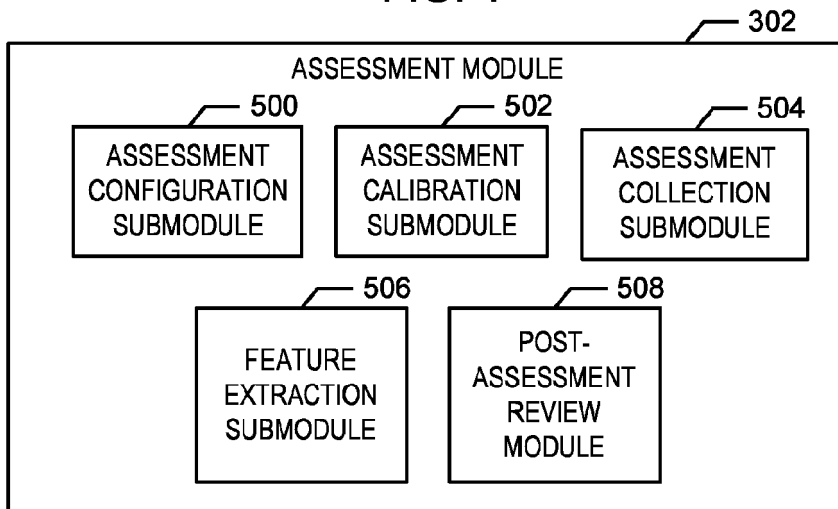 302
ASSESSMENT MODULE
500
ASSESSMENT
CONFIGURATION
SUBMODULE
502
ASSESSMENT
CALIBRATION
SUBMODULE
504
ASSESSMENT
COLLECTION
SUBMODULE
506
FEATURE
EXTRACTION
SUBMODULE
508
POST-
ASSESSMENT
REVIEW
MODULE